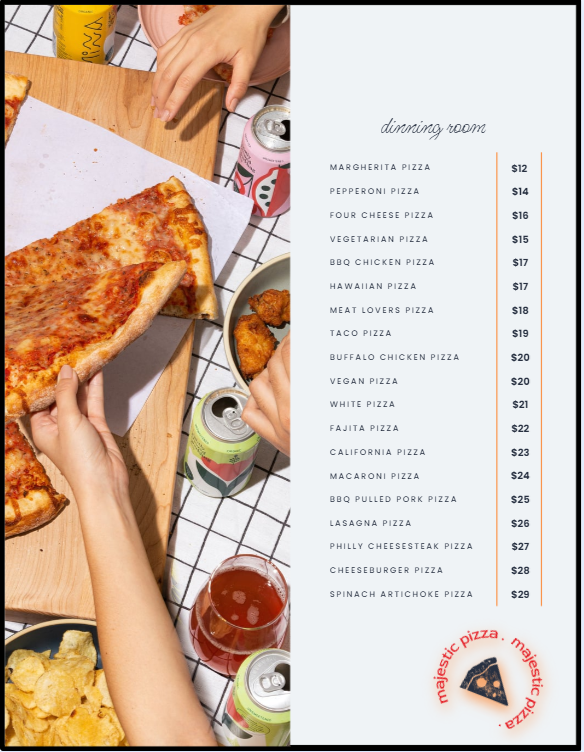 dinning room
MARGHERITA PIZZA $12
PEPPERONI PIZZA $14
FOUR CHEESE PIZZA $16
VEGETARIAN PIZZA $15
BBQ CHICKEN PIZZA $17
HAWAIIAN PIZZA $17
MEAT LOVERS PIZZA $18
TACO PIZZA $19
BUFFALO CHICKEN PIZZA $20
VEGAN PIZZA $20
WHITE PIZZA $21
FAJITA PIZZA $22
CALIFORNIA PIZZA $23
MACARONI PIZZA $24
BBQ PULLED PORK PIZZA $25
LASAGNA PIZZA $26
PHILLY CHEESESTEAK PIZZA $27
CHEESEBURGER PIZZA $28
SPINACH ARTICHOKE PIZZA $29
majestic pizza . majestic pizza .